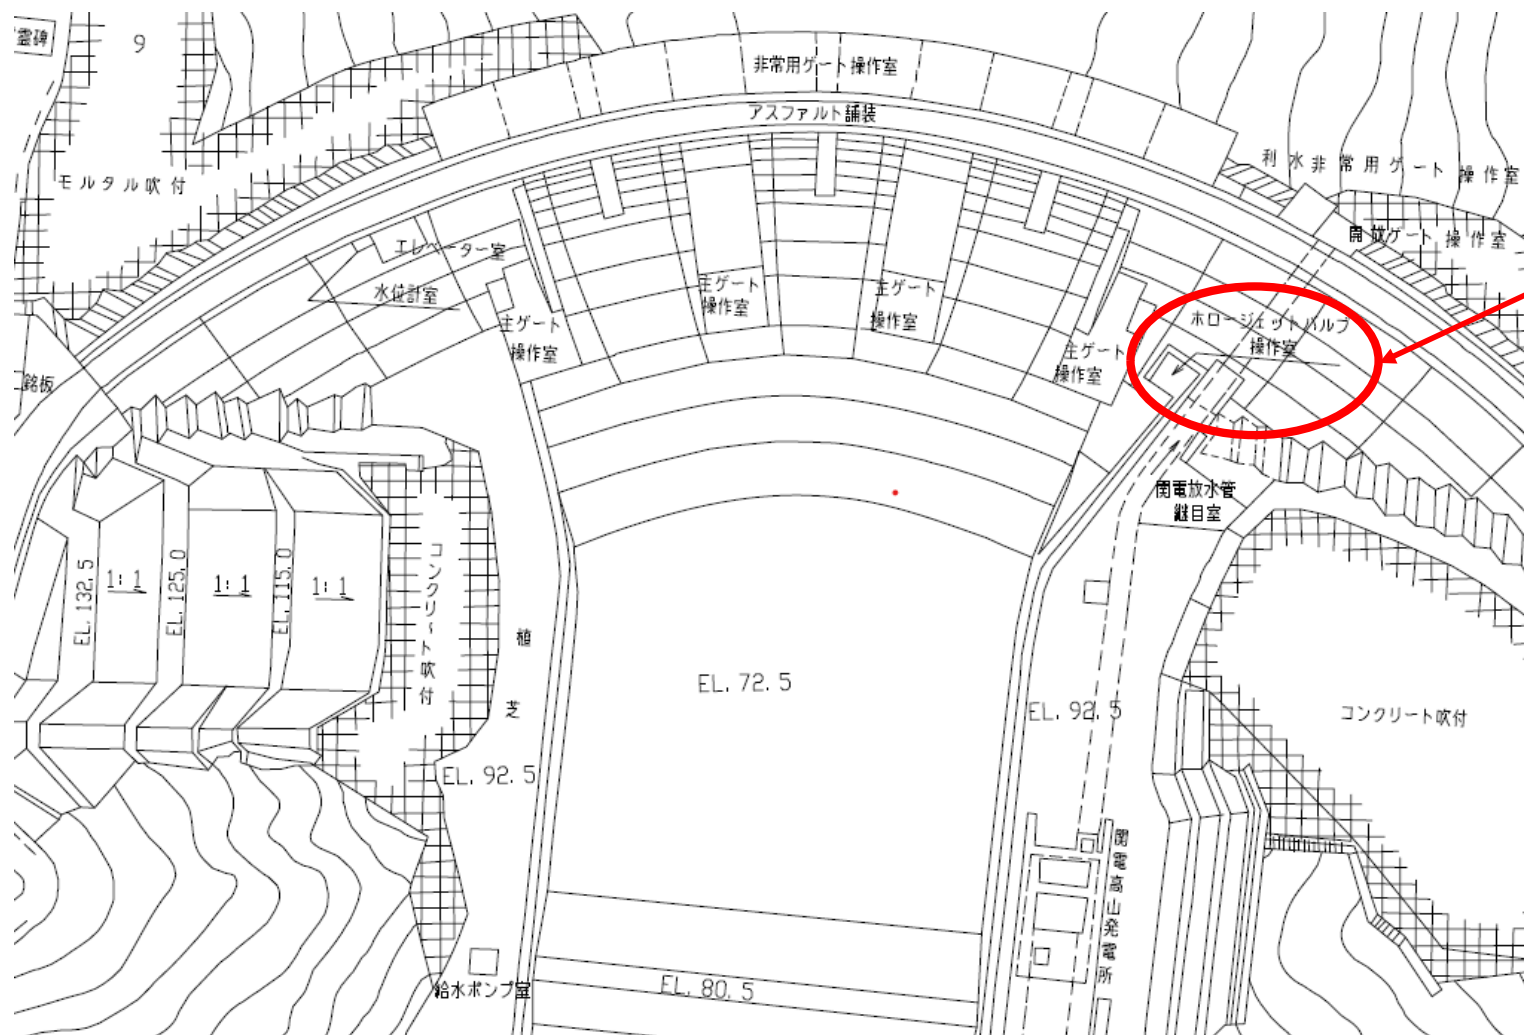 霊碑
9
非常用ゲート操作室
アスファルト舗装
モルタル吹付
利水非常用ゲート操作室
開放ゲート操作室
エレベーター室
水位計室
主ゲート
操作室
主ゲート
操作室
主ゲート
操作室
主ゲート
操作室
ホロージェットバルブ
操作室
銘板
関電放水管
継目室
EL. 132. 5
1: 1
EL. 125. 0
1: 1
EL. 115. 0
1: 1
コンクリート吹付
植芝
EL. 72. 5
EL. 92. 5
コンクリート吹付
EL. 92. 5
関電高山発電所
給水ポンプ室
EL. 80. 5